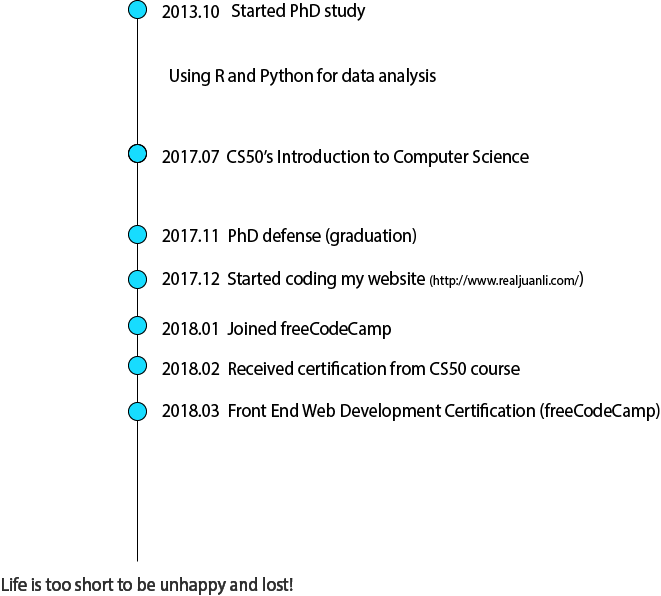 2013.10 Started PhD study
Using R and Python for data analysis
2017.07 CS50's Introduction to Computer Science
2017.11 PhD defense (graduation)
2017.12 Started coding my website (http://www.realjuanli.com/)
2018.01 Joined freeCodeCamp
2018.02 Received certification from CS50 course
2018.03 Front End Web Development Certification (freeCodeCamp)
Life is too short to be unhappy and lost!